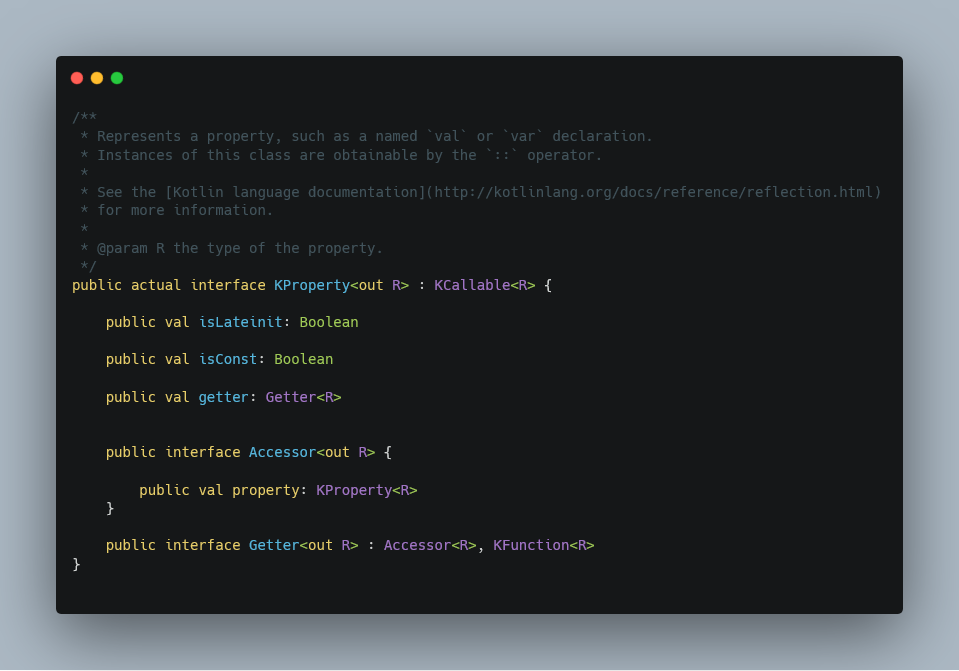 /**
 * Represents a property, such as a named `val` or `var` declaration.
 * Instances of this class are obtainable by the `::` operator.
 *
 * See the [Kotlin language documentation](http://kotlinlang.org/docs/reference/reflection.html)
 * for more information.
 *
 * @param R the type of the property.
 */
public actual interface KProperty<out R> : KCallable<R> {
    public val isLateinit: Boolean
    public val isConst: Boolean
    public val getter: Getter<R>
    public interface Accessor<out R> {
        public val property: KProperty<R>
    }
    public interface Getter<out R> : Accessor<R>, KFunction<R>
}